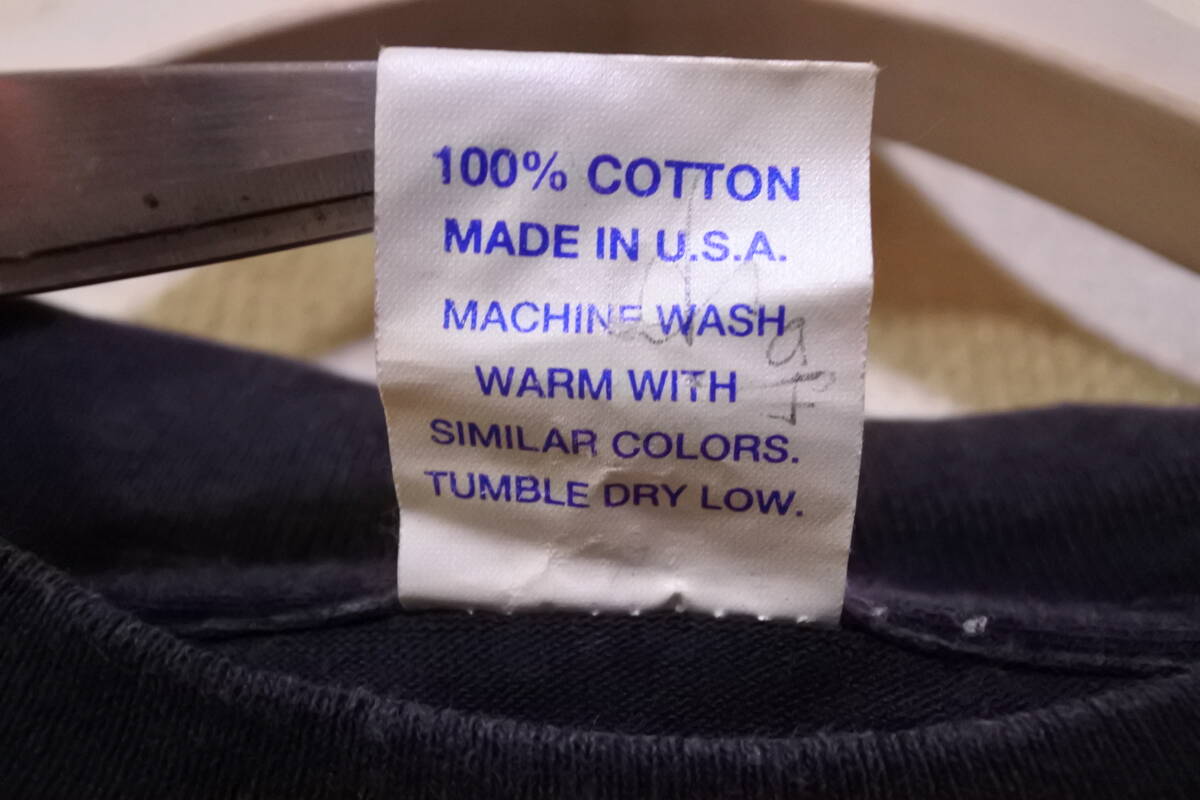 100% COTTON
MADE IN U.S.A.
MACHINE WASH
WARM WITH
SIMILAR COLORS.
TUMBLE DRY LOW.